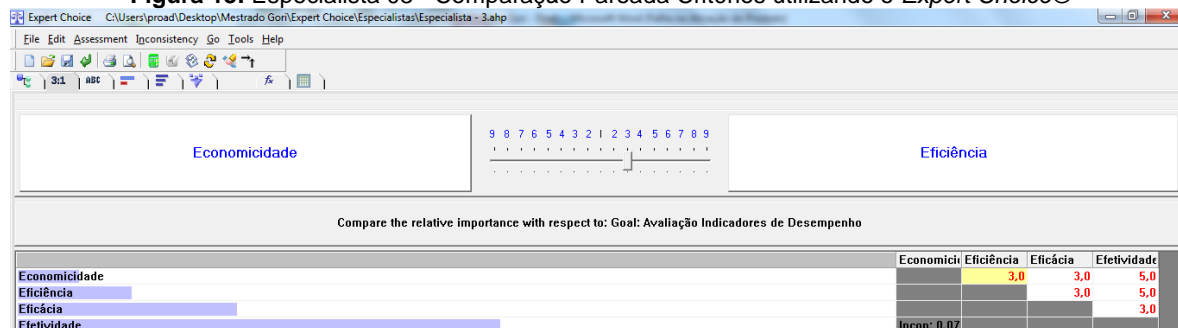 Figura 16. Especialista 03 - Comparação Pareada Critérios utilizando o Expert Choice®
Expert Choice C:\Users\proad\Desktop\Mestrado Gori\Expert Choice\Especialistas\Especialista - 3.ahp
File Edit Assessment Inconsistency Go Tools Help
3:1 ABC fx
9 8 7 6 5 4 3 2 1 2 3 4 5 6 7 8 9
Economicidade Eficiência
Compare the relative importance with respect to: Goal: Avaliação Indicadores de Desempenho
Economici Eficiência Eficácia Efetividade
Economicidade 3,0 3,0 5,0
Eficiência 3,0 5,0
Eficácia 3,0
Efetividade Incon: 0,07